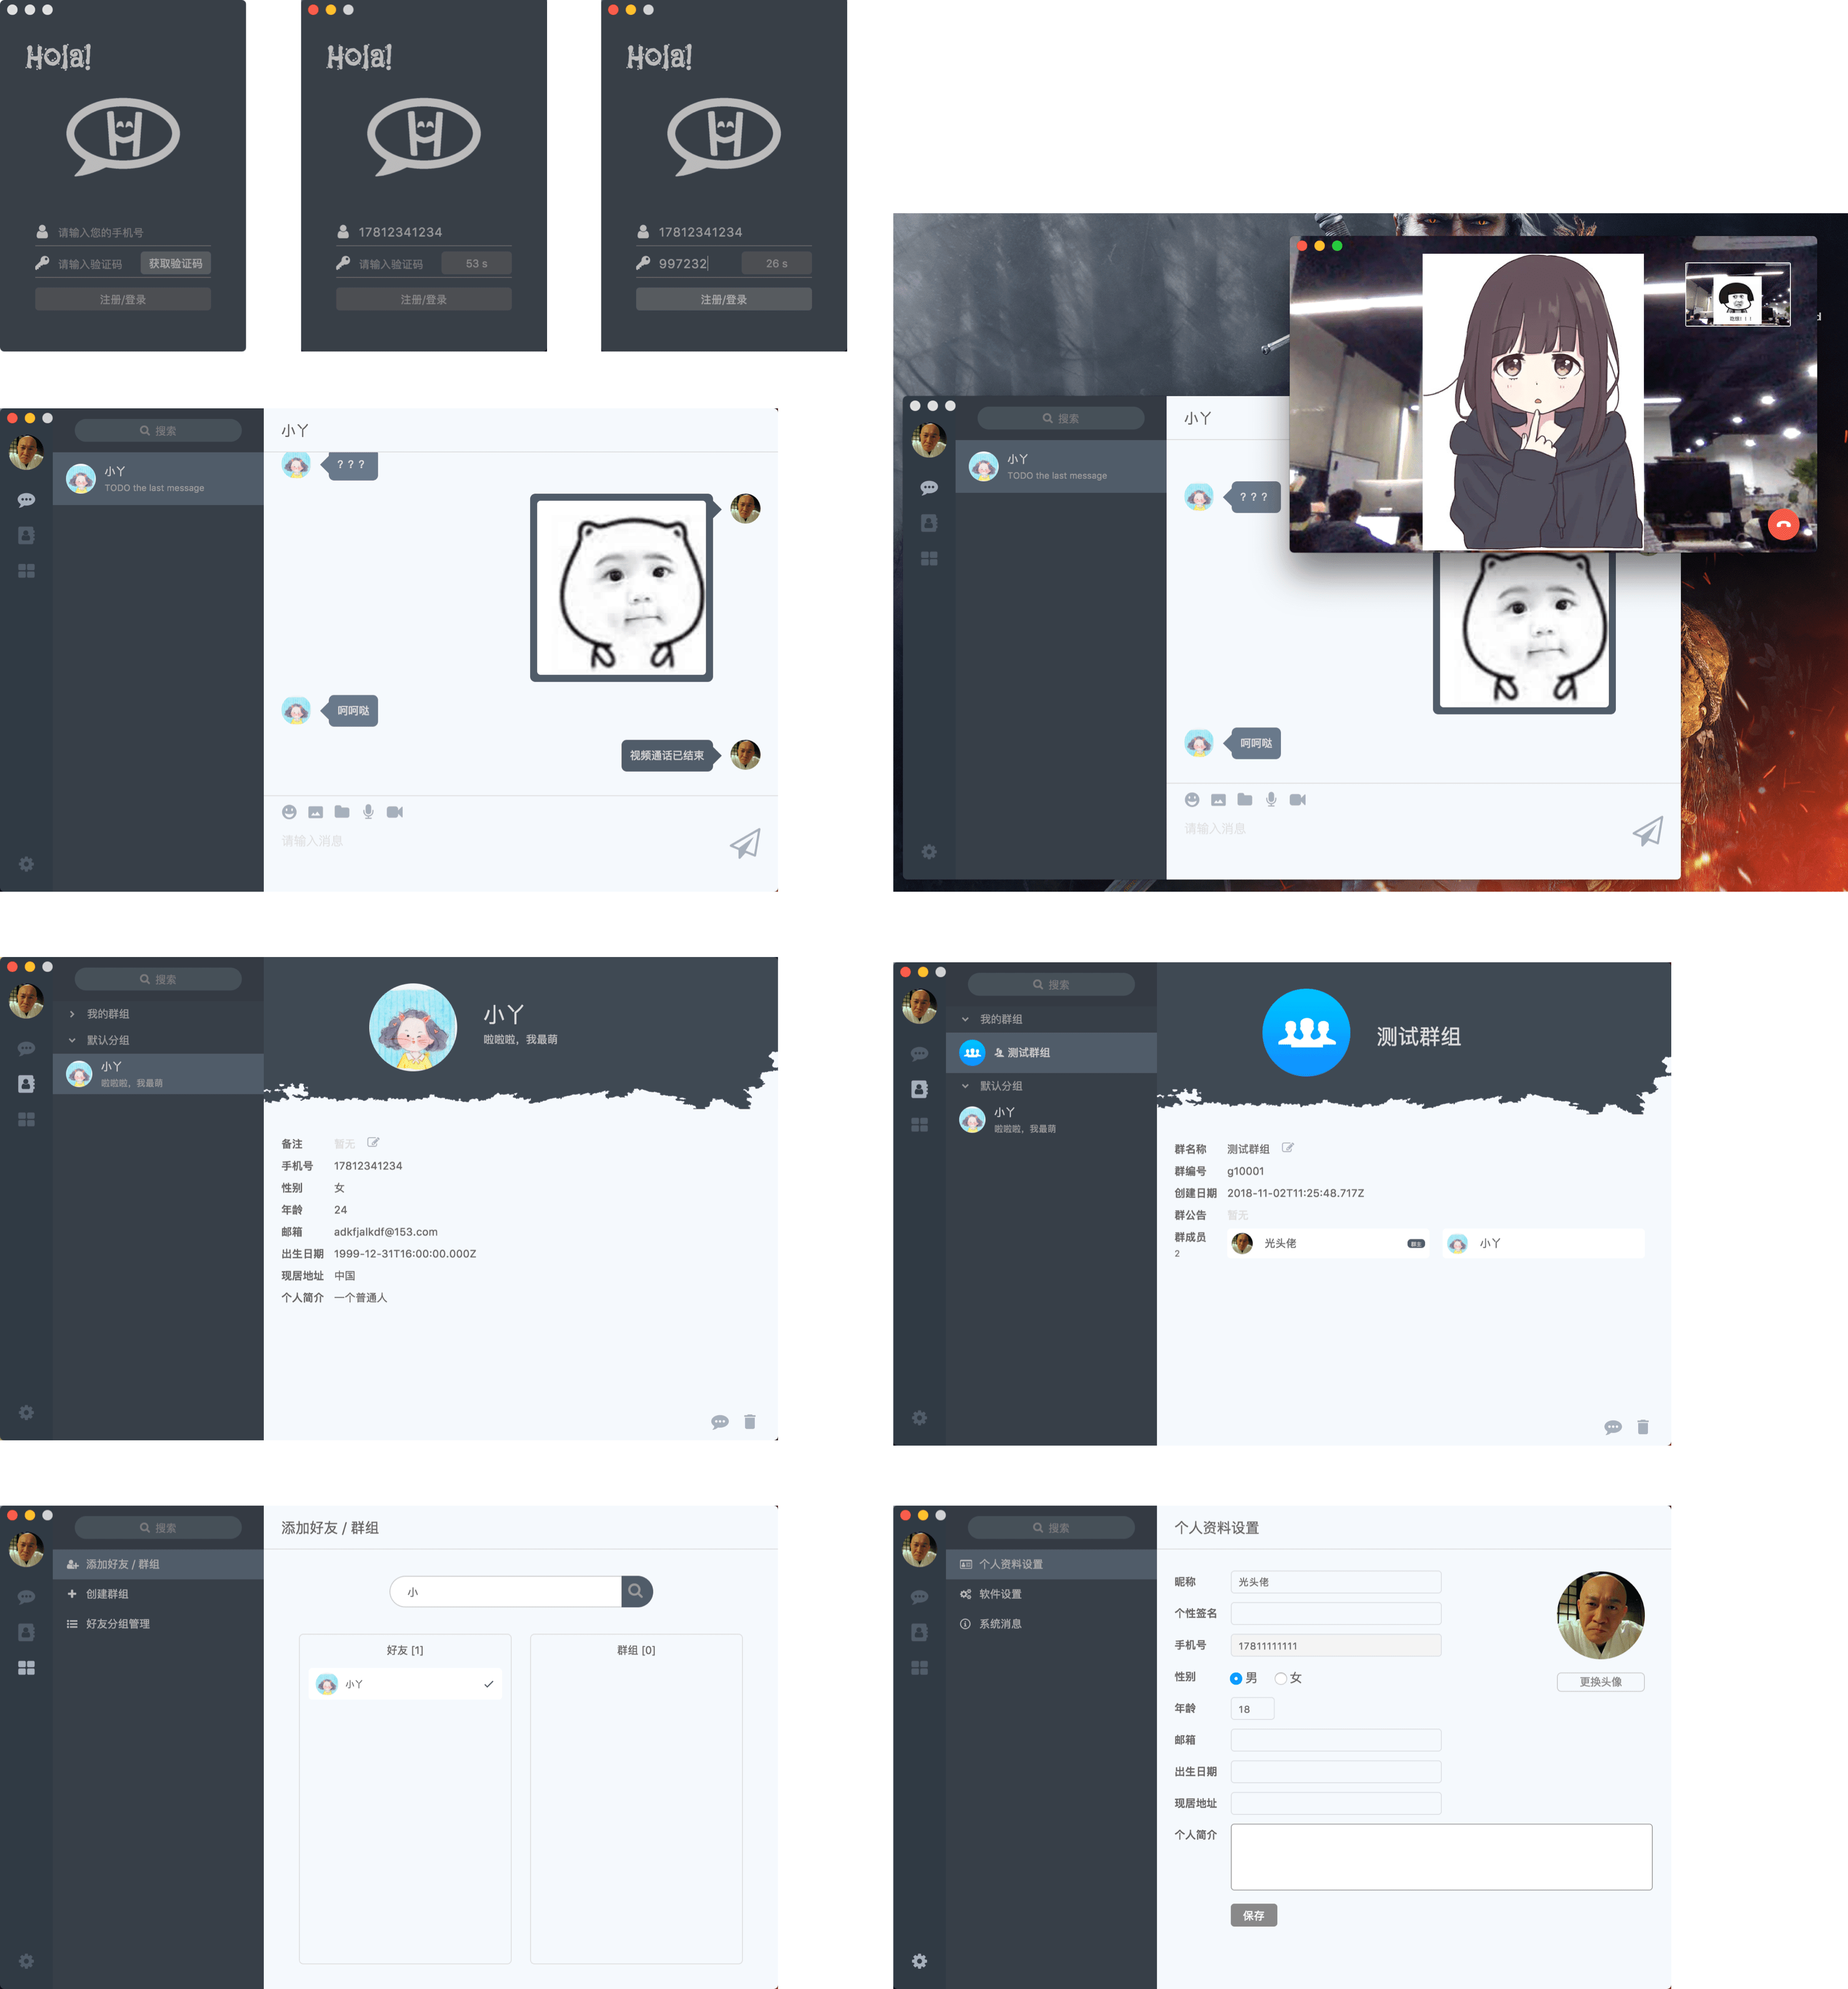 Hola!
请输入您的手机号
请输入验证码
获取验证码
注册/登录
Hola!
17812341234
请输入验证码
53 s
注册/登录
Hola!
17812341234
997232
26 s
注册/登录
搜索
小丫
TODO the last message
小丫
? ? ?
呵呵哒
视频通话已结束
请输入消息
搜索
小丫
TODO the last message
小丫
? ? ?
呵呵哒
请输入消息
搜索
我的群组
默认分组
小丫
啦啦啦，我最萌
小丫
啦啦啦，我最萌
备注 暂无
手机号 17812341234
性别 女
年龄 24
邮箱 adkfjalkdf@153.com
出生日期 1999-12-31T16:00:00.000Z
现居地址 中国
个人简介 一个普通人
搜索
我的群组
测试群组
默认分组
小丫
啦啦啦，我最萌
测试群组
群名称 测试群组
群编号 g10001
创建日期 2018-11-02T11:25:48.717Z
群公告 暂无
群成员
2
光头佬
群主
小丫
搜索
添加好友 / 群组
创建群组
好友分组管理
添加好友 / 群组
小
好友 [1]
小丫
群组 [0]
搜索
个人资料设置
软件设置
系统消息
个人资料设置
昵称 光头佬
个性签名
手机号 17811111111
性别 男 女
年龄 18
邮箱
出生日期
现居地址
个人简介
保存
更换头像